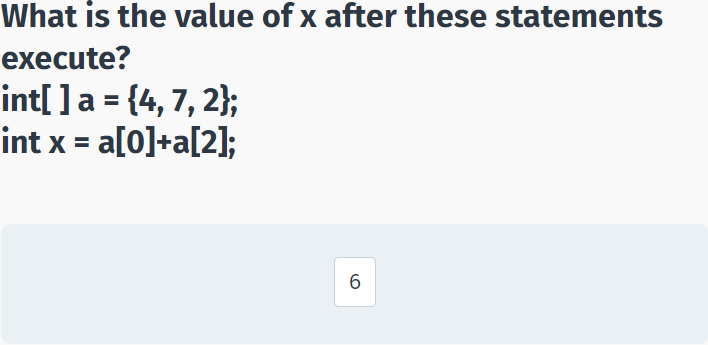 What is the value of x after these statements
execute?
int[ ] a = {4, 7, 2};
int x = a[0]+a[2];
6